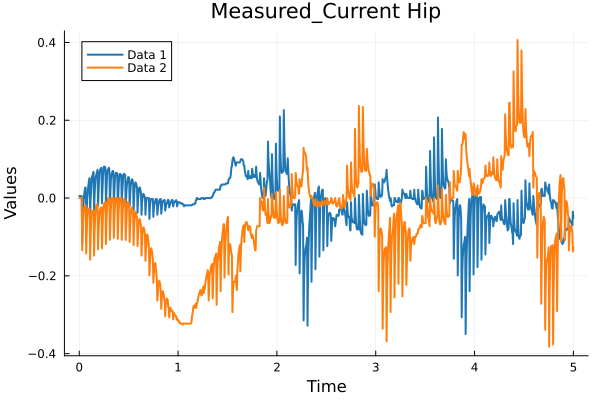 Measured_Current Hip
Data 1
Data 2
Values
0.4
0.2
0.0
−0.2
−0.4
0 1 2 3 4 5
Time